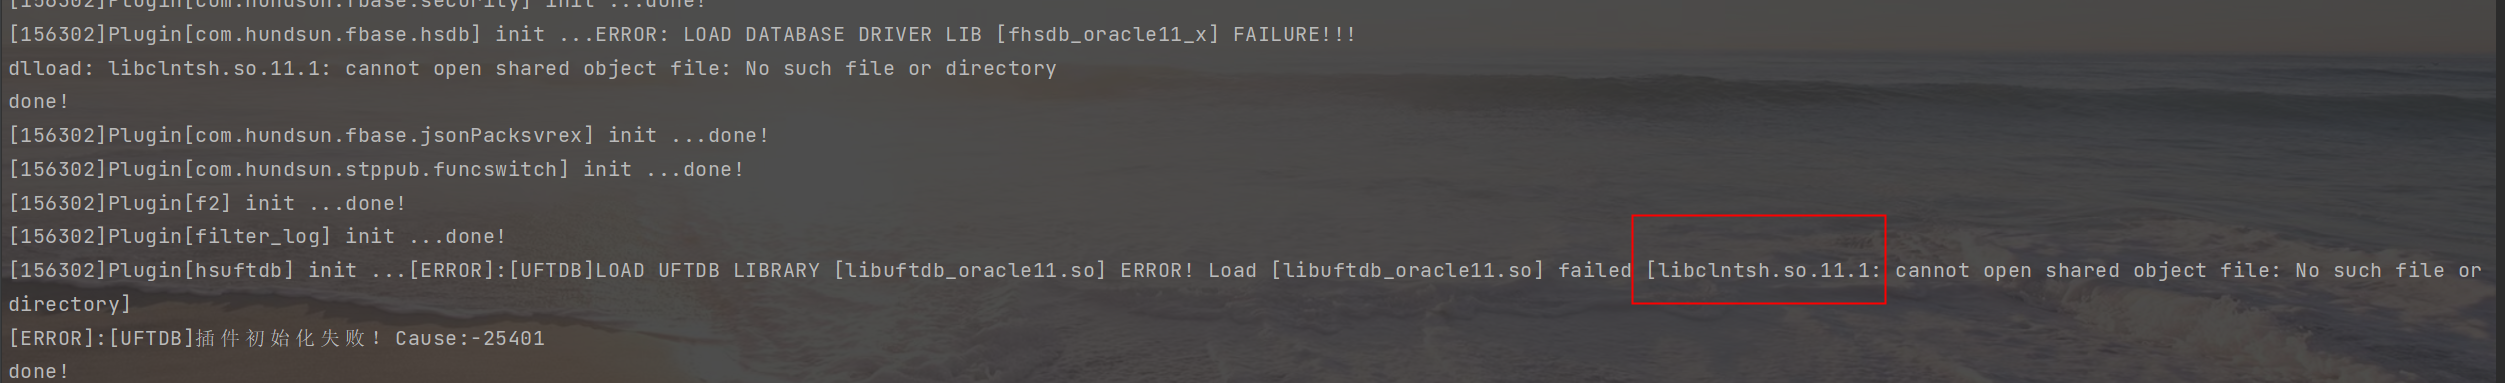 [156302]Plugin[com.hundsun.fbase.security] init ...done!
[156302]Plugin[com.hundsun.fbase.hsdb] init ...ERROR: LOAD DATABASE DRIVER LIB [fhsdb_oracle11_x] FAILURE!!!
dlload: libclntsh.so.11.1: cannot open shared object file: No such file or directory
done!
[156302]Plugin[com.hundsun.fbase.jsonPacksvrex] init ...done!
[156302]Plugin[com.hundsun.stppub.funcswitch] init ...done!
[156302]Plugin[f2] init ...done!
[156302]Plugin[filter_log] init ...done!
[156302]Plugin[hsuftdb] init ...[ERROR]:[UFTDB]LOAD UFTDB LIBRARY [libuftdb_oracle11.so] ERROR! Load [libuftdb_oracle11.so] failed [libclntsh.so.11.1: cannot open shared object file: No such file or
directory]
[ERROR]:[UFTDB]插件初始化失败! Cause:-25401
done!